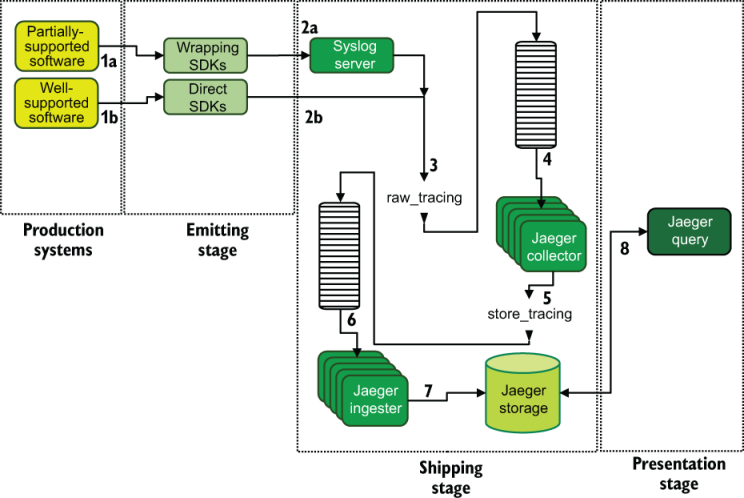 Partially-
supported
software
1a
Wrapping
SDKs
2a
Syslog
server
Well-
supported
software
1b
Direct
SDKs
2b
3
raw_tracing
4
Jaeger
collector
5
store_tracing
6
Jaeger
ingester
7
Jaeger
storage
8
Jaeger
query
Production
systems
Emitting
stage
Shipping
stage
Presentation
stage